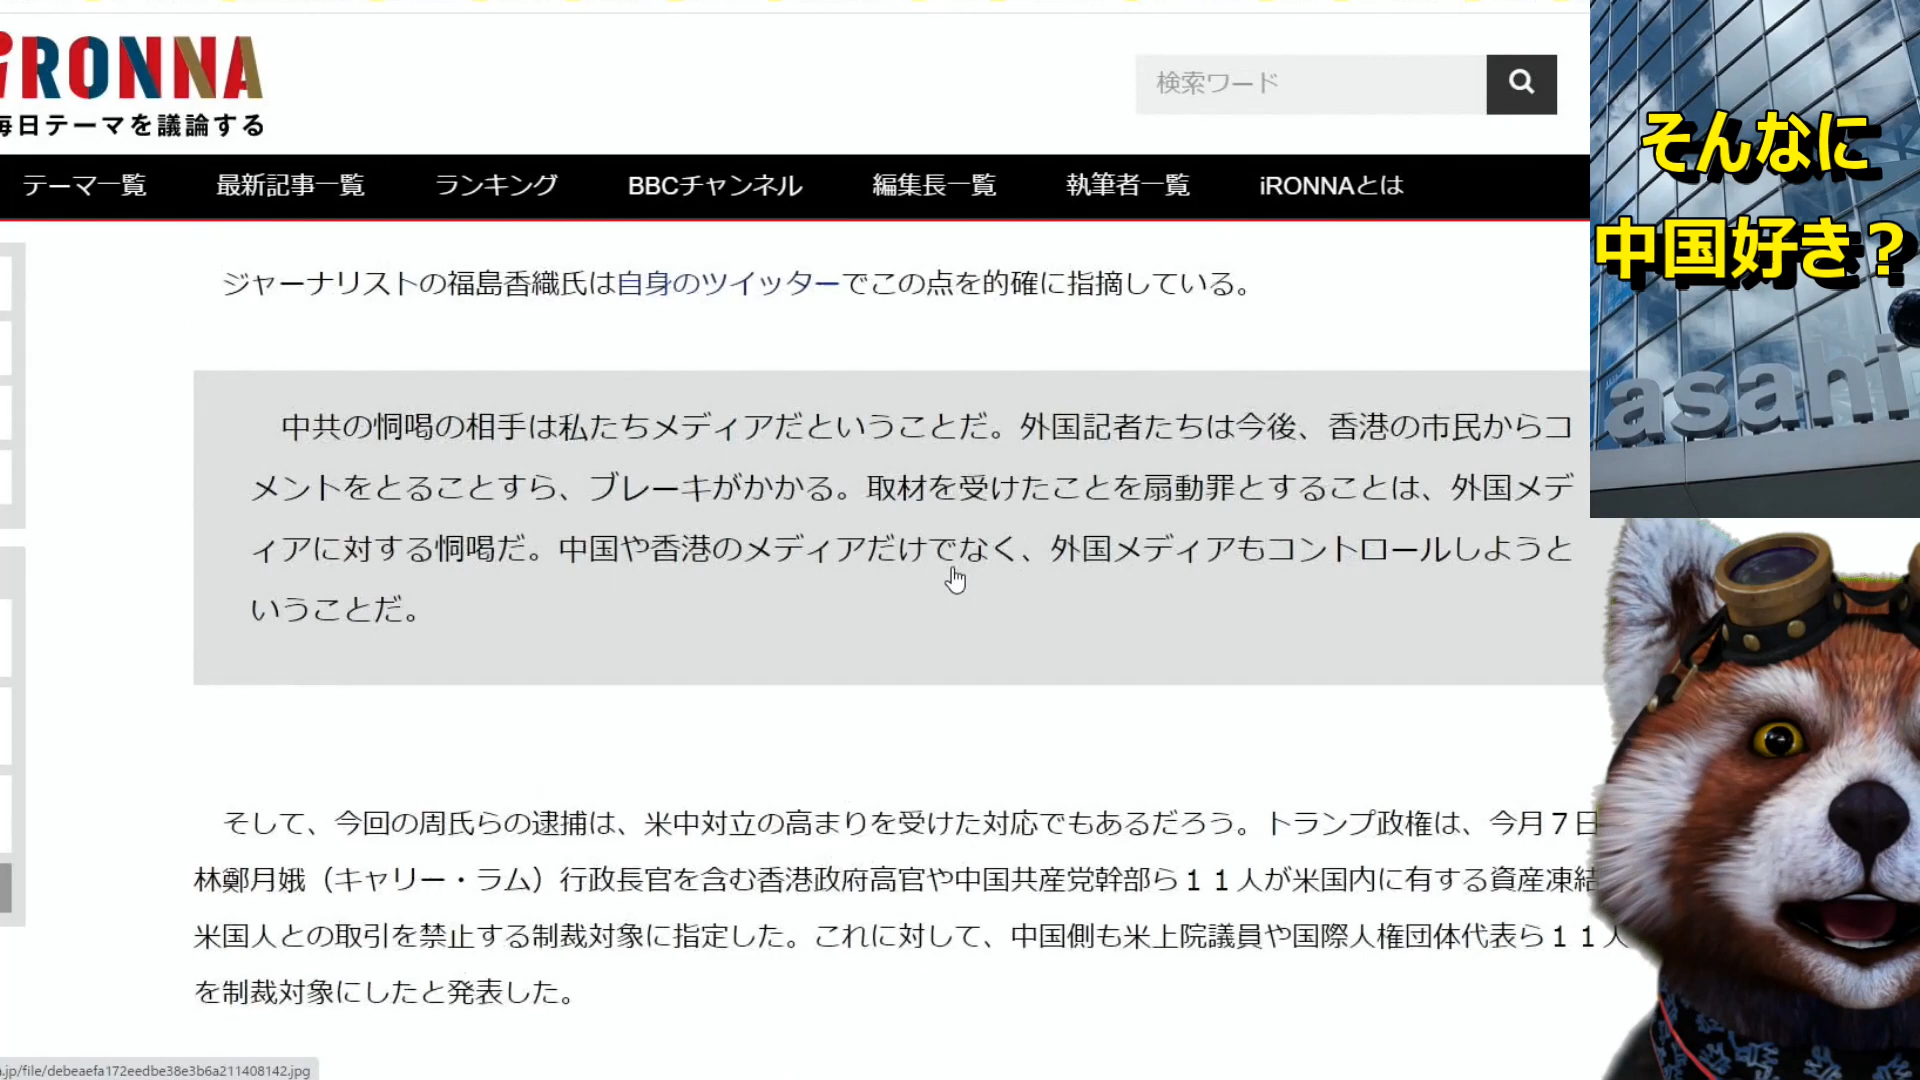 iRONNA
毎日テーマを議論する
検索ワード
テーマ一覧 最新記事一覧 ランキング BBCチャンネル 編集長一覧 執筆者一覧 iRONNAとは
そんなに
中国好き？
asahi
ジャーナリストの福島香織氏は自身のツイッターでこの点を的確に指摘している。
中共の恫喝の相手は私たちメディアだということだ。外国記者たちは今後、香港の市民からコ
メントをとることすら、ブレーキがかかる。取材を受けたことを扇動罪とすることは、外国メデ
ィアに対する恫喝だ。中国や香港のメディアだけでなく、外国メディアもコントロールしようと
いうことだ。
そして、今回の周氏らの逮捕は、米中対立の高まりを受けた対応でもあるだろう。トランプ政権は、今月７日
林鄭月娥（キャリー・ラム）行政長官を含む香港政府高官や中国共産党幹部ら１１人が米国内に有する資産凍結
米国人との取引を禁止する制裁対象に指定した。これに対して、中国側も米上院議員や国際人権団体代表ら１１人
を制裁対象にしたと発表した。
.jp/file/debeaefa172eedbe38e3b6a211408142.jpg